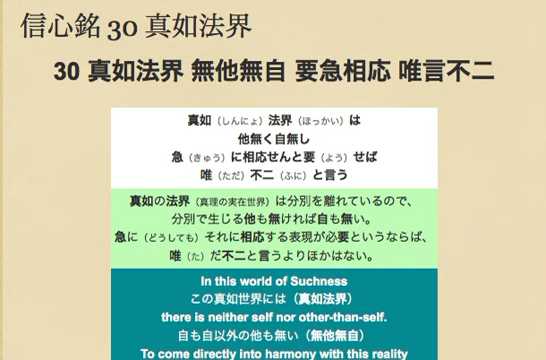 信心銘 30 真如法界
30 真如法界 無他無自 要急相応 唯言不二
真如（しんにょ）法界（ほっかい）は
他無く自無し
急（きゅう）に相応せんと要（よう）せば
唯（ただ）不二（ふに）と言う
真如の法界（真理の実在世界）は分別を離れているので、
分別で生じる他も無ければ自も無い。
急に（どうしても）それに相応する表現が必要というならば、
唯（た）だ不二と言うよりほかはない。
In this world of Suchness
この真如世界には（真如法界）
there is neither self nor other-than-self.
自も自以外の他も無い（無他無自）
To come directly into harmony with this reality